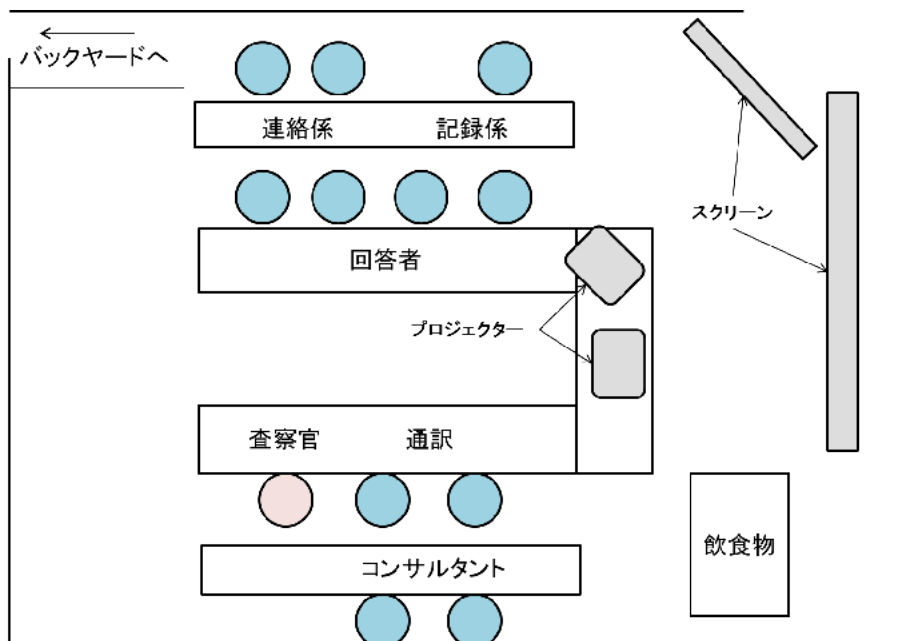 バックヤードへ
連絡係
記録係
スクリーン
回答者
プロジェクター
査察官
通訳
飲食物
コンサルタント